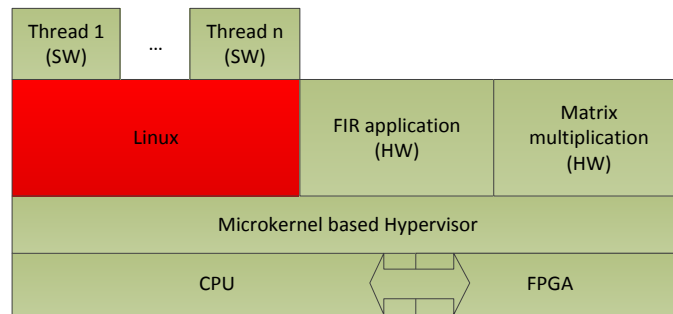 Thread 1
(SW)
...
Thread n
(SW)
Linux
FIR application
(HW)
Matrix
multiplication
(HW)
Microkernel based Hypervisor
CPU
FPGA